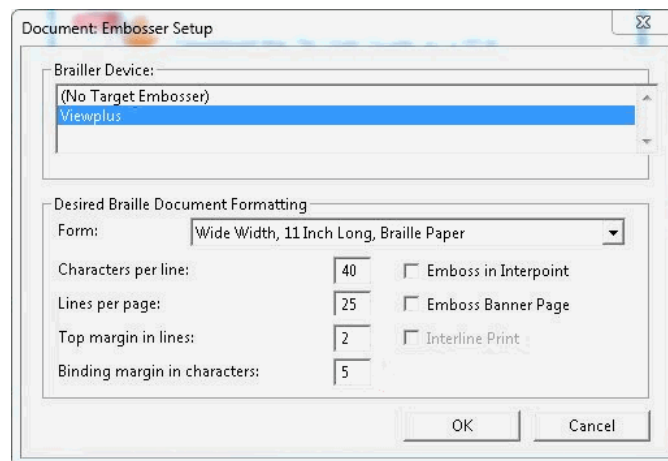 Document: Embosser Setup
Brailler Device:
(No Target Embosser)
Viewplus
Desired Braille Document Formatting
Form: Wide Width, 11 Inch Long, Braille Paper
Characters per line: 40 Emboss in Interpoint
Lines per page: 25 Emboss Banner Page
Top margin in lines: 2 Interline Print
Binding margin in characters: 5
OK Cancel